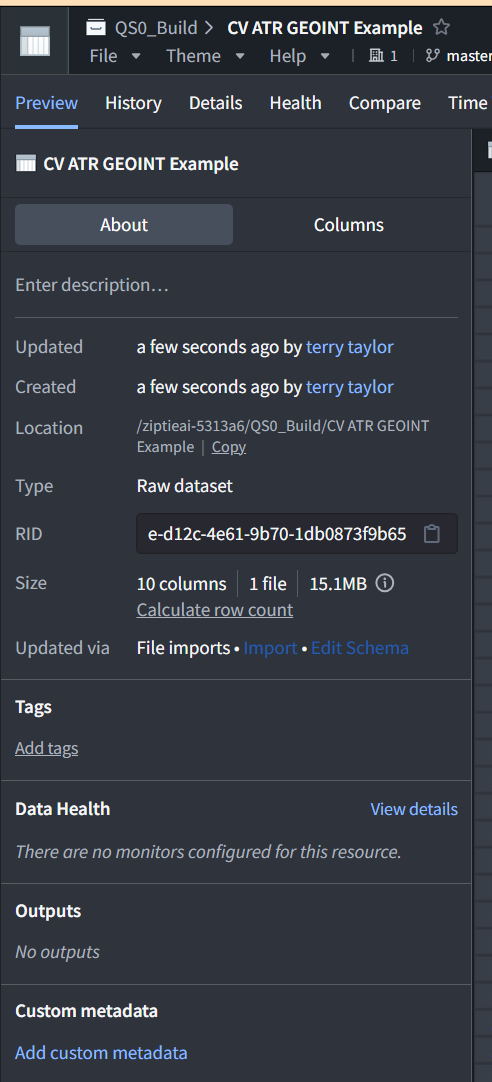 QS0_Build > CV ATR GEOINT Example
File Theme Help 1 master
Preview History Details Health Compare Time
CV ATR GEOINT Example
About Columns
Enter description…
Updated a few seconds ago by terry taylor
Created a few seconds ago by terry taylor
Location /ziptieai-5313a6/QS0_Build/CV ATR GEOINT
Example | Copy
Type Raw dataset
RID e-d12c-4e61-9b70-1db0873f9b65
Size 10 columns 1 file 15.1MB
Calculate row count
Updated via File imports • Import • Edit Schema
Tags
Add tags
Data Health View details
There are no monitors configured for this resource.
Outputs
No outputs
Custom metadata
Add custom metadata